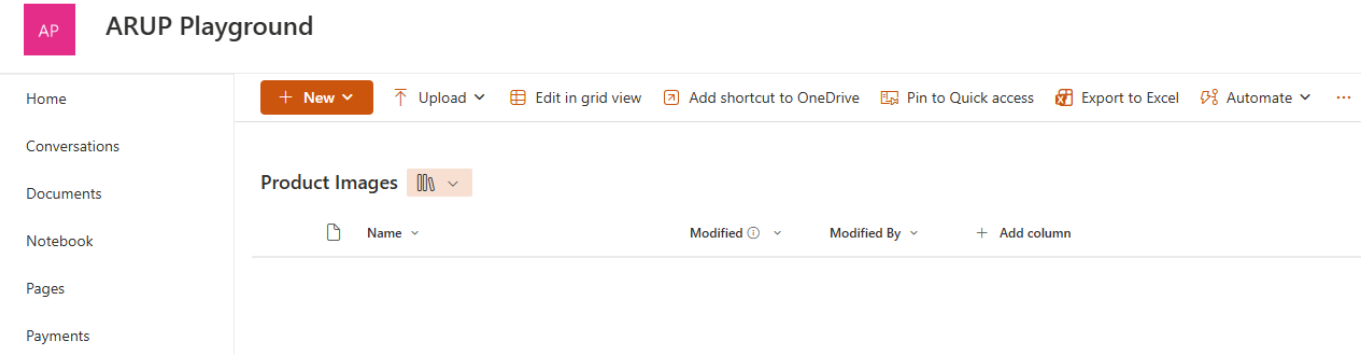 AP
ARUP Playground
Home
Conversations
Documents
Notebook
Pages
Payments
+ New
Upload
Edit in grid view
Add shortcut to OneDrive
Pin to Quick access
Export to Excel
Automate
...
Product Images
Name
Modified
Modified By
+ Add column